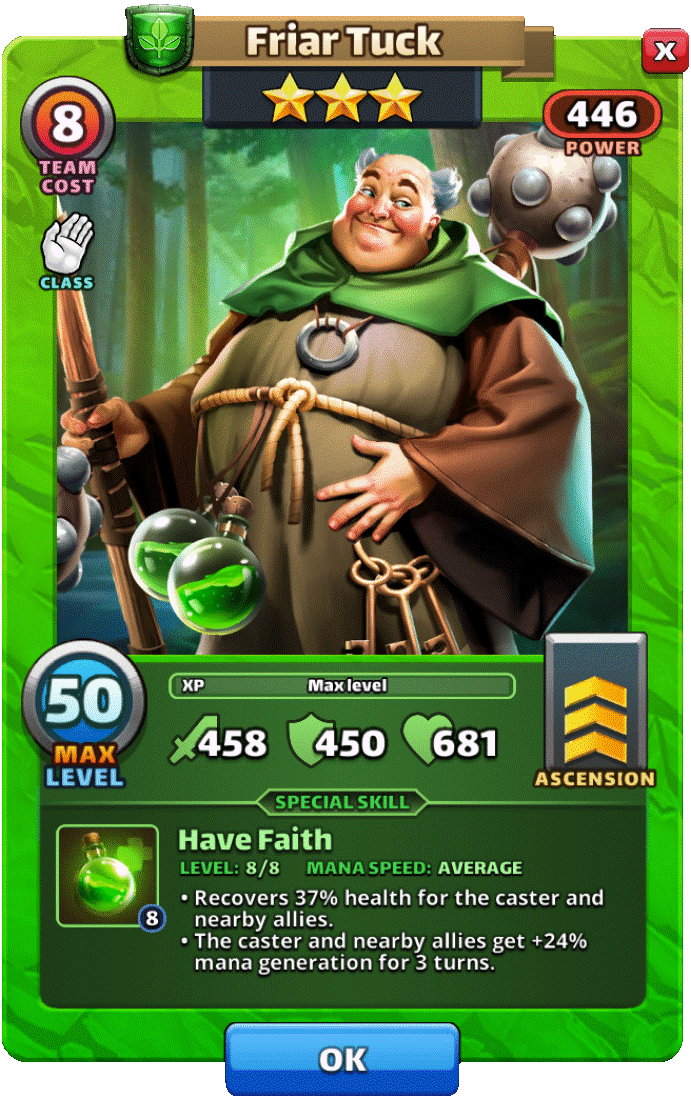 Friar Tuck
X
8
TEAM
COST
446
POWER
CLASS
50
MAX
LEVEL
XP Max level
458 450 681
ASCENSION
SPECIAL SKILL
Have Faith
LEVEL: 8/8 MANA SPEED: AVERAGE
8
• Recovers 37% health for the caster and
nearby allies.
• The caster and nearby allies get +24%
mana generation for 3 turns.
OK